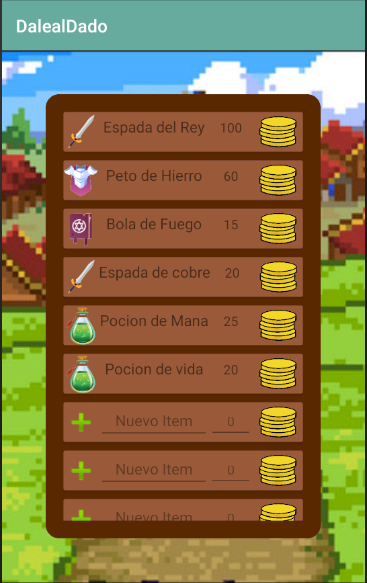 DalealDado
Espada del Rey 100
Peto de Hierro 60
Bola de Fuego 15
Espada de cobre 20
Pocion de Mana 25
Pocion de vida 20
Nuevo Item 0
Nuevo Item 0
Nuevo Item 0